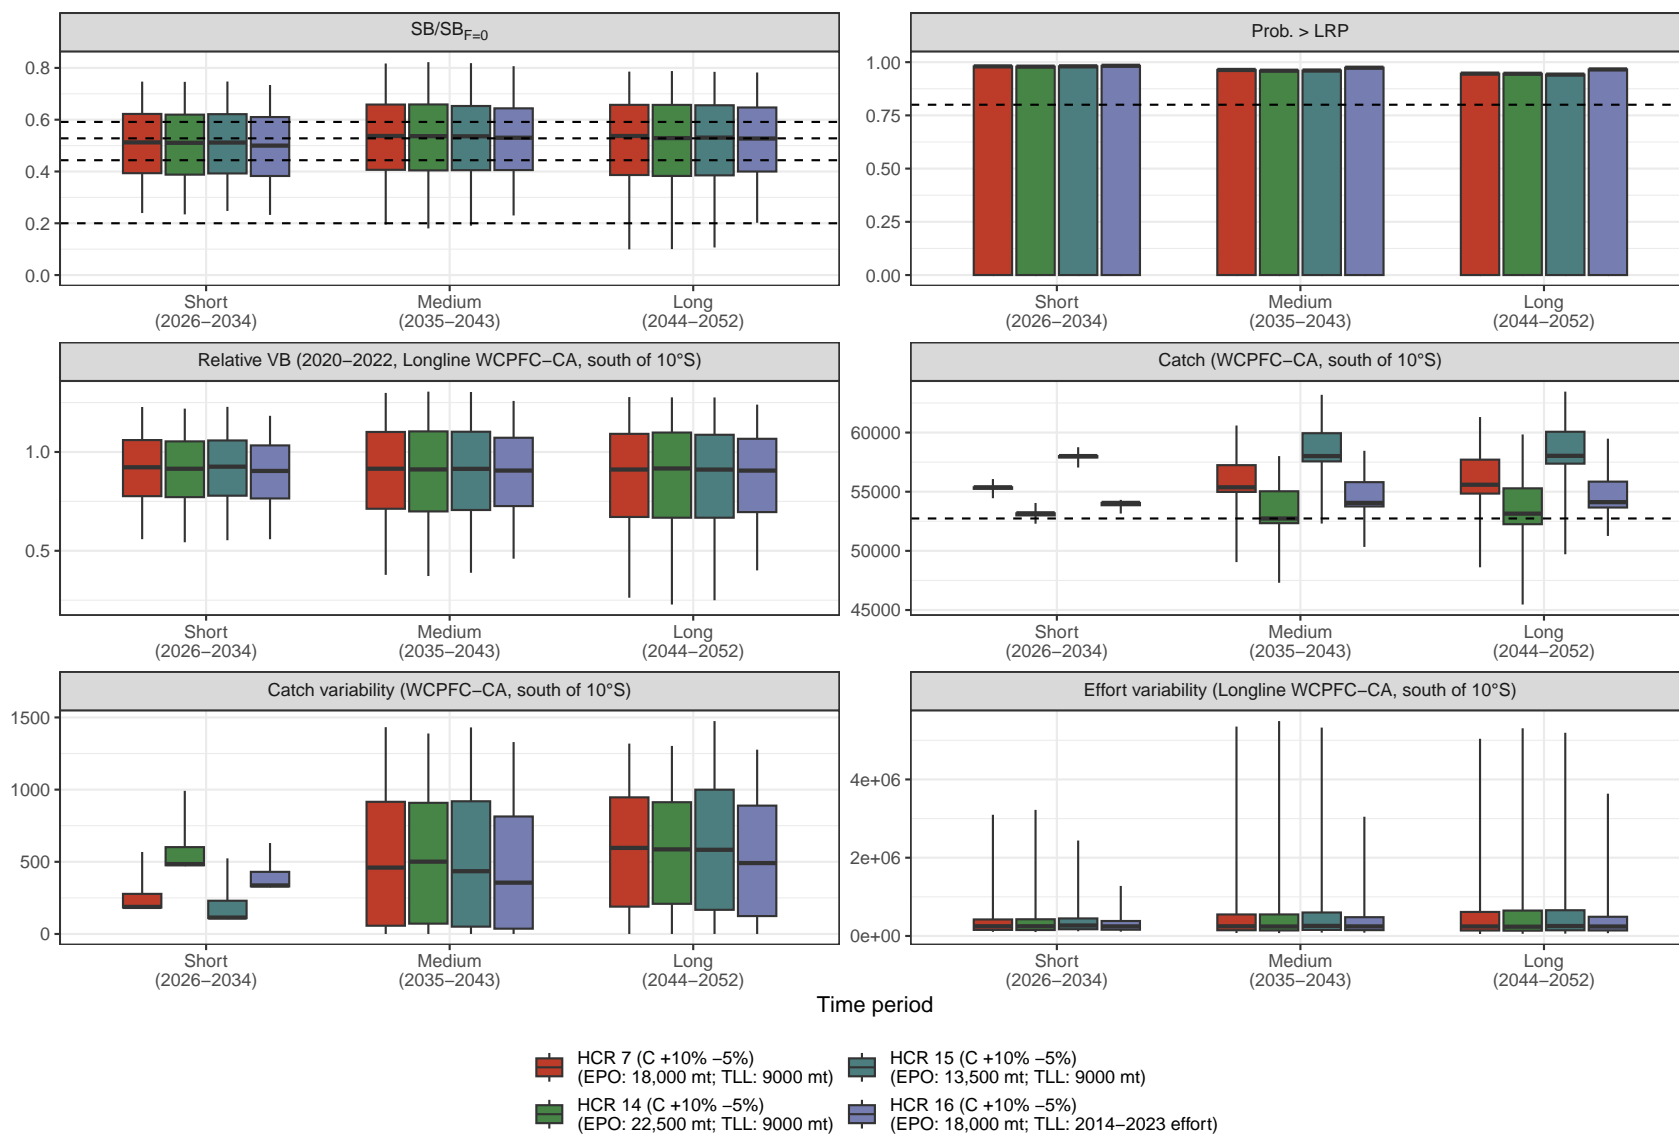 SB/SBF=0
Prob. > LRP
0.8
0.6
0.4
0.2
0.0
1.00
0.75
0.50
0.25
0.00
Short
(2026−2034)
Medium
(2035−2043)
Long
(2044−2052)
Short
(2026−2034)
Medium
(2035−2043)
Long
(2044−2052)
Relative VB (2020−2022, Longline WCPFC−CA, south of 10°S)
Catch (WCPFC−CA, south of 10°S)
1.0
0.5
60000
55000
50000
45000
Short
(2026−2034)
Medium
(2035−2043)
Long
(2044−2052)
Short
(2026−2034)
Medium
(2035−2043)
Long
(2044−2052)
Catch variability (WCPFC−CA, south of 10°S)
Effort variability (Longline WCPFC−CA, south of 10°S)
1500
1000
500
0
4e+06
2e+06
0e+00
Short
(2026−2034)
Medium
(2035−2043)
Long
(2044−2052)
Short
(2026−2034)
Medium
(2035−2043)
Long
(2044−2052)
Time period
HCR 7 (C +10% −5%)
(EPO: 18,000 mt; TLL: 9000 mt)
HCR 14 (C +10% −5%)
(EPO: 22,500 mt; TLL: 9000 mt)
HCR 15 (C +10% −5%)
(EPO: 13,500 mt; TLL: 9000 mt)
HCR 16 (C +10% −5%)
(EPO: 18,000 mt; TLL: 2014−2023 effort)